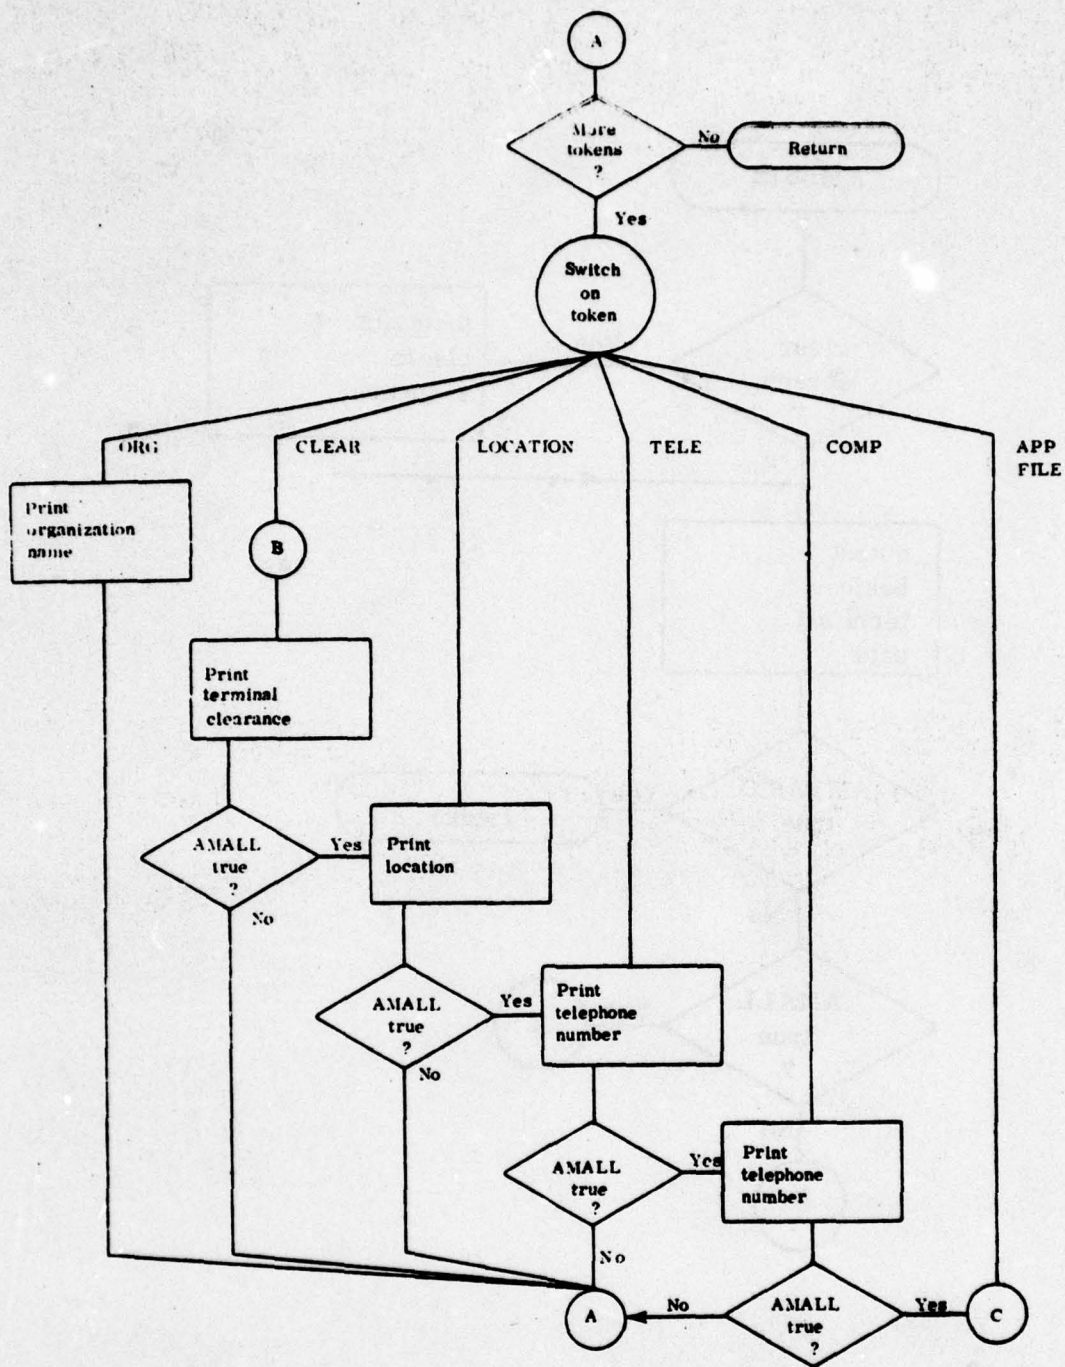 A
More
tokens
?
No
Return
Yes
Switch
on
token
ORG
CLEAR
LOCATION
TELE
COMP
APP
FILE
Print
organization
name
B
Print
terminal
clearance
AMALL
true
?
Yes
No
Print
location
AMALL
true
?
Yes
No
Print
telephone
number
AMALL
true
?
Yes
No
Print
telephone
number
A
No
AMALL
true
?
Yes
C